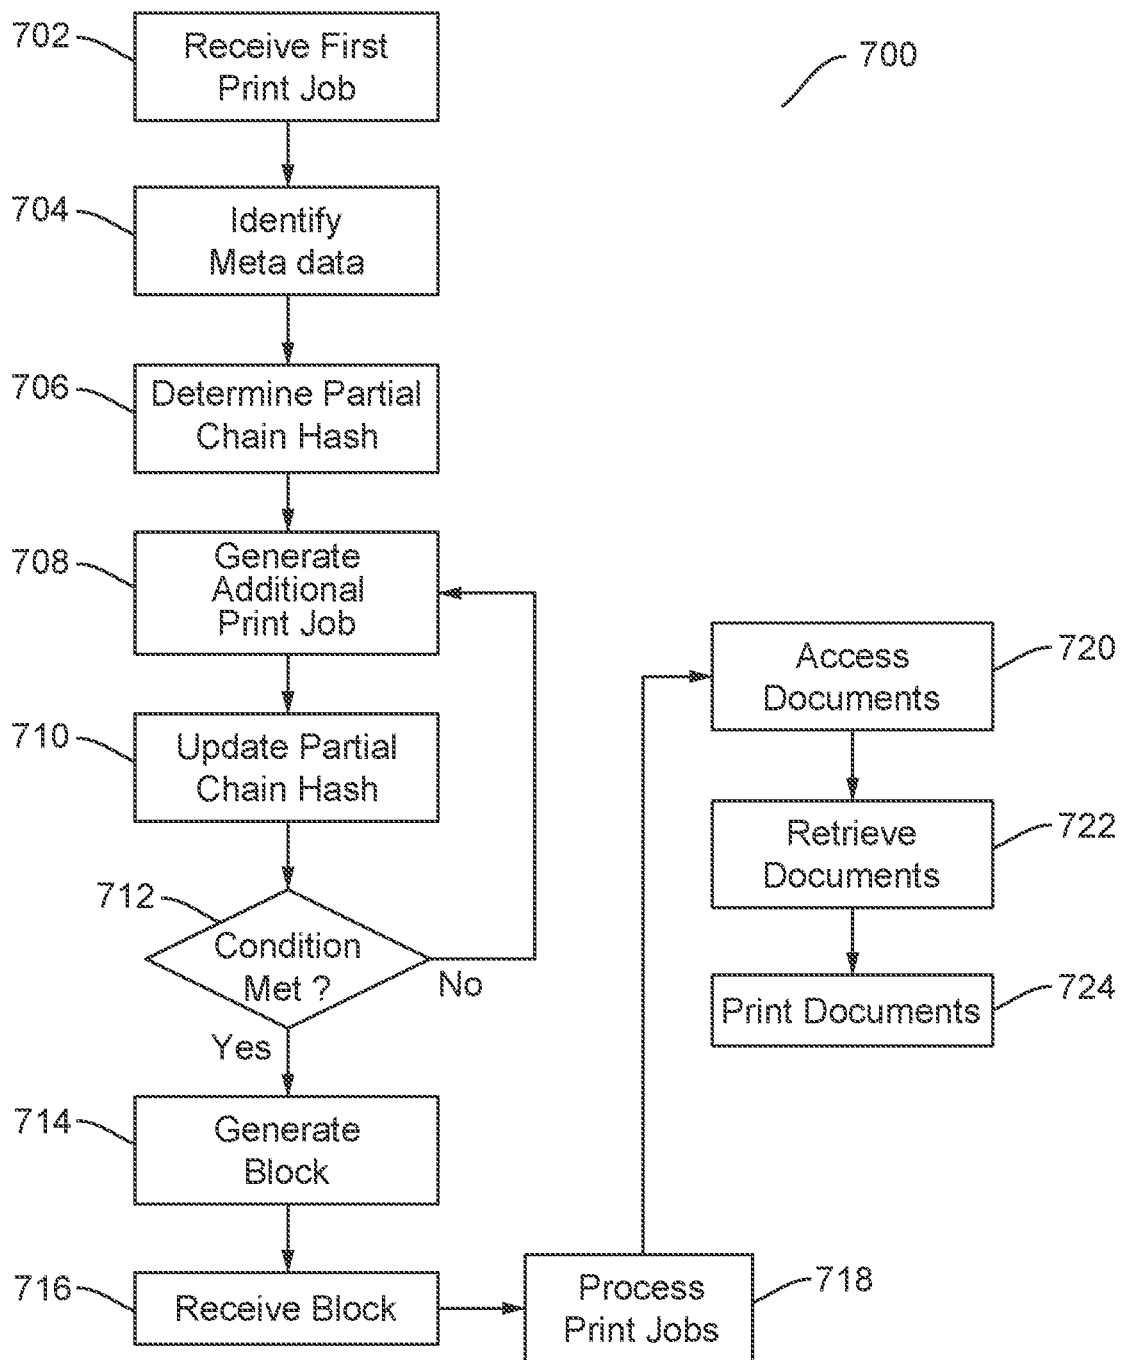 702
Receive First
Print Job
700
704
Identify
Meta data
706
Determine Partial
Chain Hash
708
Generate
Additional
Print Job
710
Update Partial
Chain Hash
712
Condition
Met ?
No
Yes
714
Generate
Block
716
Receive Block
Process
Print Jobs
718
Access
Documents
720
Retrieve
Documents
722
Print Documents
724